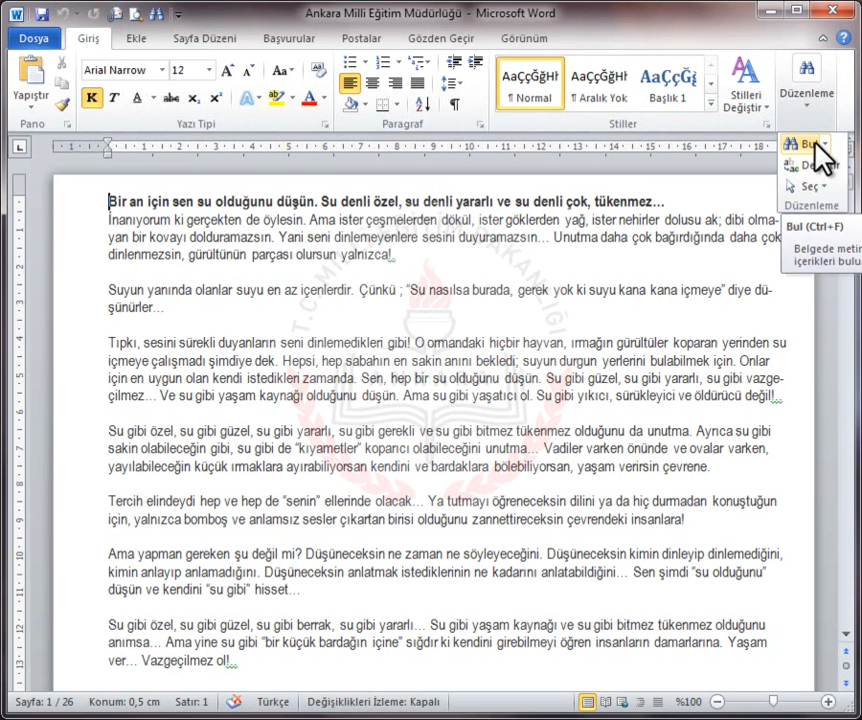 Ankara Milli Eğitim Müdürlüğü - Microsoft Word
Dosya Giriş Ekle Sayfa Düzeni Başvurular Postalar Gözden Geçir Görünüm
Yapıştır
Arial Narrow 12
AaÇçĞğHł AaÇçĞğHł AaÇçĞğ
¶ Normal ¶ Aralık Yok Başlık 1
Stilleri Değiştir
Düzenleme
Pano Yazı Tipi Paragraf Stiller
Bul
Seç
Düzenleme
Bul (Ctrl+F)
Belgede meti
içerikleri bulu
Bir an için sen su olduğunu düşün. Su denli özel, su denli yararlı ve su denli çok, tükenmez…
İnanıyorum ki gerçekten de öylesin. Ama ister çeşmelerden dökül, ister göklerden yağ, ister nehirler dolusu ak; dibi olma-
yan bir kovayı dolduramazsın. Yani seni dinlemeyenlere sesini duyuramazsın… Unutma daha çok bağırdığında daha çok
dinlenmezsin, gürültünün parçası olursun yalnızca!
Suyun yanında olanlar suyu en az içenlerdir. Çünkü ; “Su nasılsa burada, gerek yok ki suyu kana kana içmeye” diye dü-
şünürler…
Tıpkı, sesini sürekli duyanların seni dinlemedikleri gibi! O ormandaki hiçbir hayvan, ırmağın gürültüler koparan yerinden su
içmeye çalışmadı şimdiye dek. Hepsi, hep sabahın en sakin anını bekledi; suyun durgun yerlerini bulabilmek için. Onlar
için en uygun olan kendi istedikleri zamanda. Sen, hep bir su olduğunu düşün. Su gibi güzel, su gibi yararlı, su gibi vazge-
çilmez… Ve su gibi yaşam kaynağı olduğunu düşün. Ama su gibi yaşatıcı ol. Su gibi yıkıcı, sürükleyici ve öldürücü değil!
Su gibi özel, su gibi güzel, su gibi yararlı, su gibi gerekli ve su gibi bitmez tükenmez olduğunu da unutma. Ayrıca su gibi
sakin olabileceğin gibi, su gibi de “kıyametler” koparıcı olabileceğini unutma… Vadiler varken önünde ve ovalar varken,
yayılabileceğin küçük ırmaklara ayırabiliyorsan kendini ve bardaklara bölebiliyorsan, yaşam verirsin çevrene.
Tercih elindeydi hep ve hep de “senin” ellerinde olacak… Ya tutmayı öğreneceksin dilini ya da hiç durmadan konuştuğun
için, yalnızca bomboş ve anlamsız sesler çıkartan birisi olduğunu zannettireceksin çevrendeki insanlara!
Ama yapman gereken şu değil mi? Düşüneceksin ne zaman ne söyleyeceğini. Düşüneceksin kimin dinleyip dinlemediğini,
kimin anlayıp anlamadığını. Düşüneceksin anlatmak istediklerinin ne kadarını anlatabildiğini… Sen şimdi “su olduğunu”
düşün ve kendini “su gibi” hisset…
Su gibi özel, su gibi güzel, su gibi berrak, su gibi yararlı… Su gibi yaşam kaynağı ve su gibi bitmez tükenmez olduğunu
anımsa… Ama yine su gibi “bir küçük bardağın içine” sığdır ki kendini girebilmeyi öğren insanların damarlarına. Yaşam
ver… Vazgeçilmez ol!
Sayfa: 1 / 26 Konum: 0,5 cm Satır: 1 Türkçe Değişiklikleri İzleme: Kapalı %100